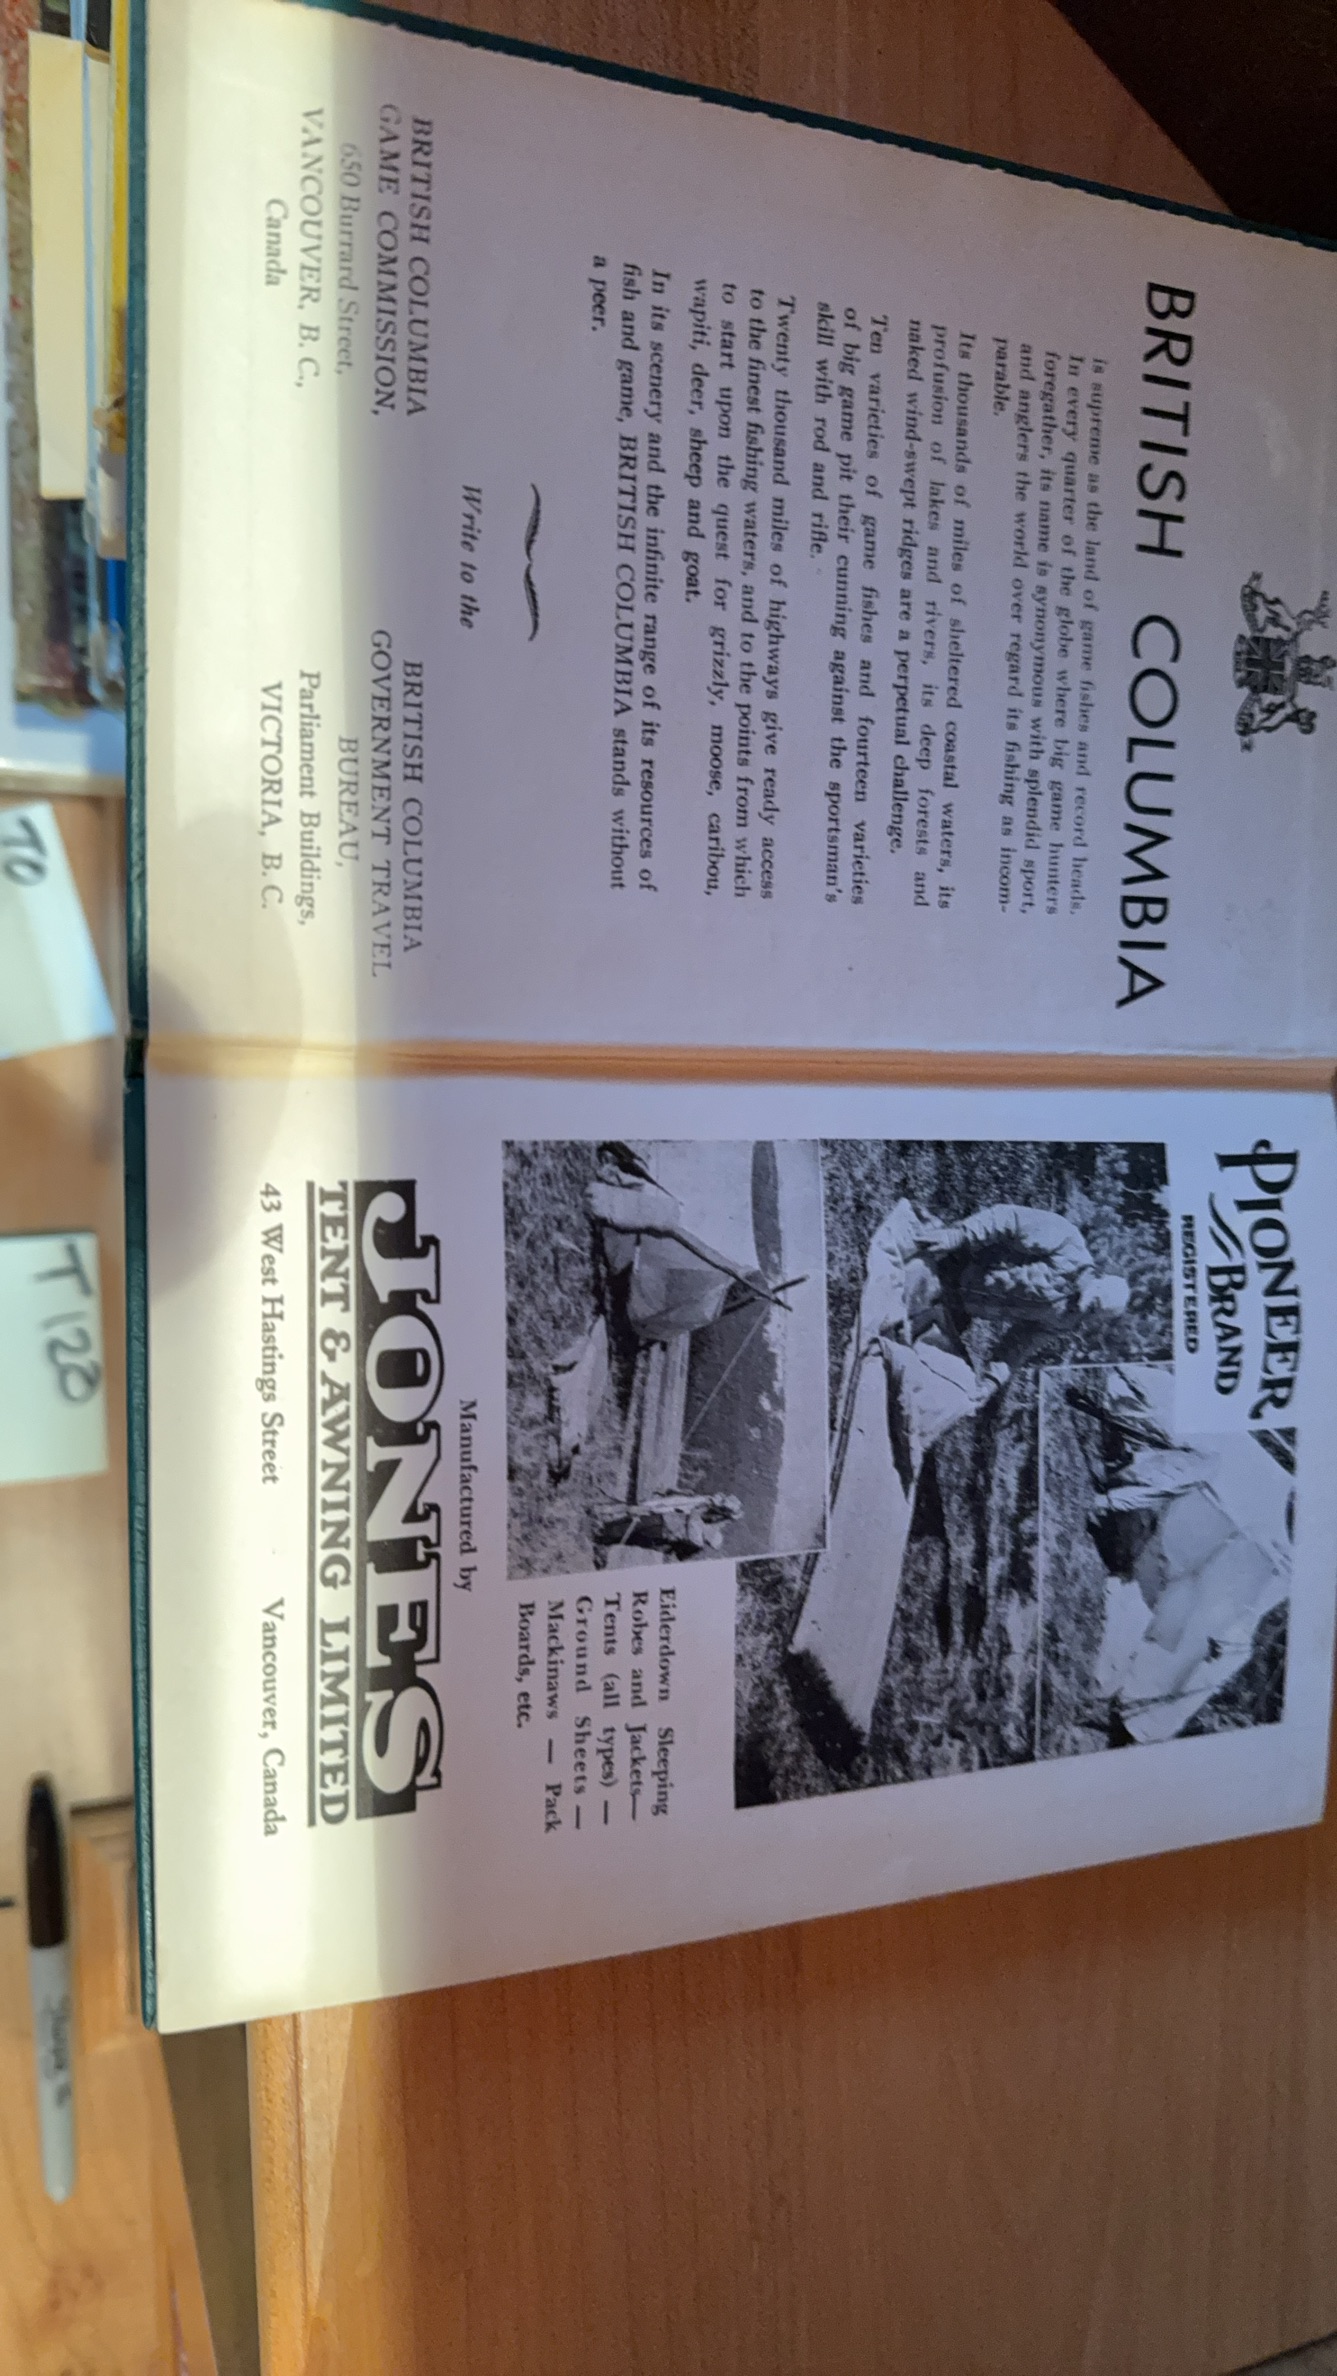 BRITISH COLUMBIA
is supreme as the land of game fishes and record heads.
In every quarter of the globe where big game hunters
foregather, its name is synonymous with splendid sport,
and anglers the world over regard its fishing as incom-
parable.
Its thousands of miles of sheltered coastal waters, its
profusion of lakes and rivers, its deep forests and
naked wind-swept ridges are a perpetual challenge.
Ten varieties of game fishes and fourteen varieties
of big game pit their cunning against the sportsman's
skill with rod and rifle.
Twenty thousand miles of highways give ready access
to the finest fishing waters, and to the points from which
to start upon the quest for grizzly, moose, caribou,
wapiti, deer, sheep and goat.
In its scenery and the infinite range of its resources of
fish and game, BRITISH COLUMBIA stands without
a peer.
Write to the
BRITISH COLUMBIA
GAME COMMISSION,
650 Burrard Street,
VANCOUVER, B. C.,
Canada
BRITISH COLUMBIA
GOVERNMENT TRAVEL
BUREAU,
Parliament Buildings,
VICTORIA, B. C.
PIONEER
BRAND
REGISTERED
Eiderdown Sleeping
Robes and Jackets—
Tents (all types) —
Ground Sheets —
Mackinaws — Pack
Boards, etc.
Manufactured by
JONES
TENT & AWNING LIMITED
43 West Hastings Street Vancouver, Canada
TO
T 128